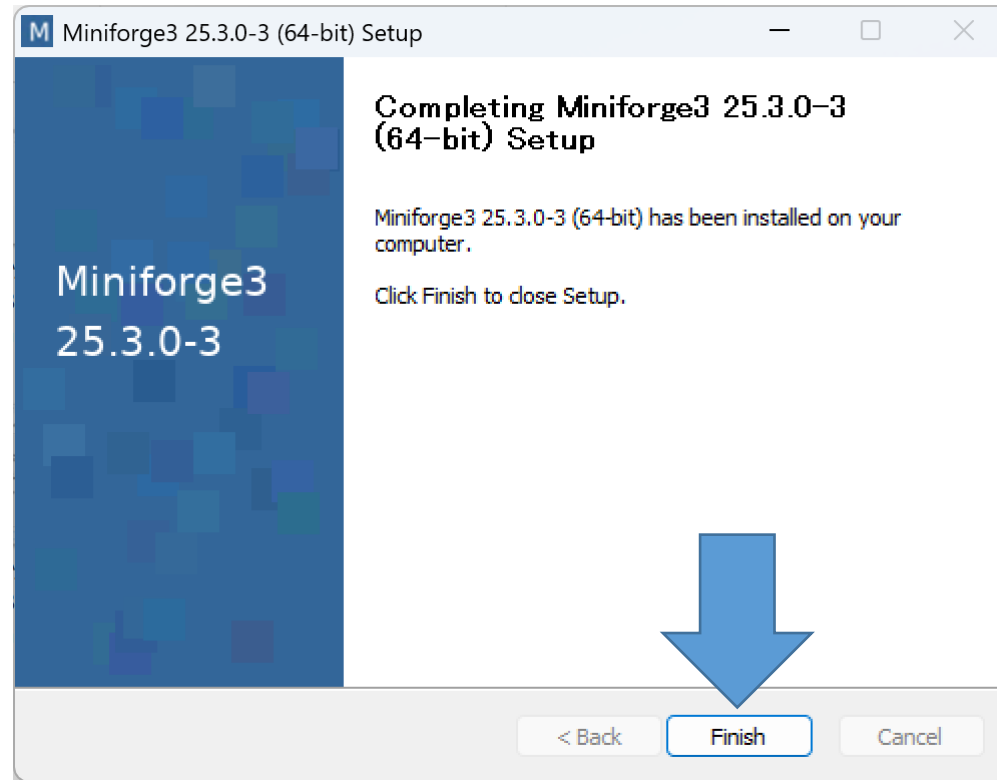 M Miniforge3 25.3.0-3 (64-bit) Setup
Miniforge3
25.3.0-3
Completing Miniforge3 25.3.0-3
(64-bit) Setup
Miniforge3 25.3.0-3 (64-bit) has been installed on your
computer.
Click Finish to close Setup.
< Back
Finish
Cancel